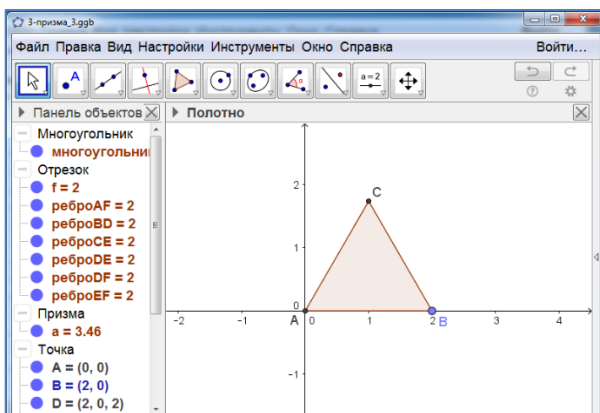 3-призма_3.ggb
Файл Правка Вид Настройки Инструменты Окно Справка Войти...
A
a = 2
Панель объектов
Полотно
Многоугольник
многоугольни
Отрезок
f = 2
реброAF = 2
реброBD = 2
реброCE = 2
реброDE = 2
реброDF = 2
реброEF = 2
Призма
a = 3.46
Точка
A = (0, 0)
B = (2, 0)
D = (2, 0, 2)
C
2
1
0
A
B
-2 -1 0 1 2 3 4
-1